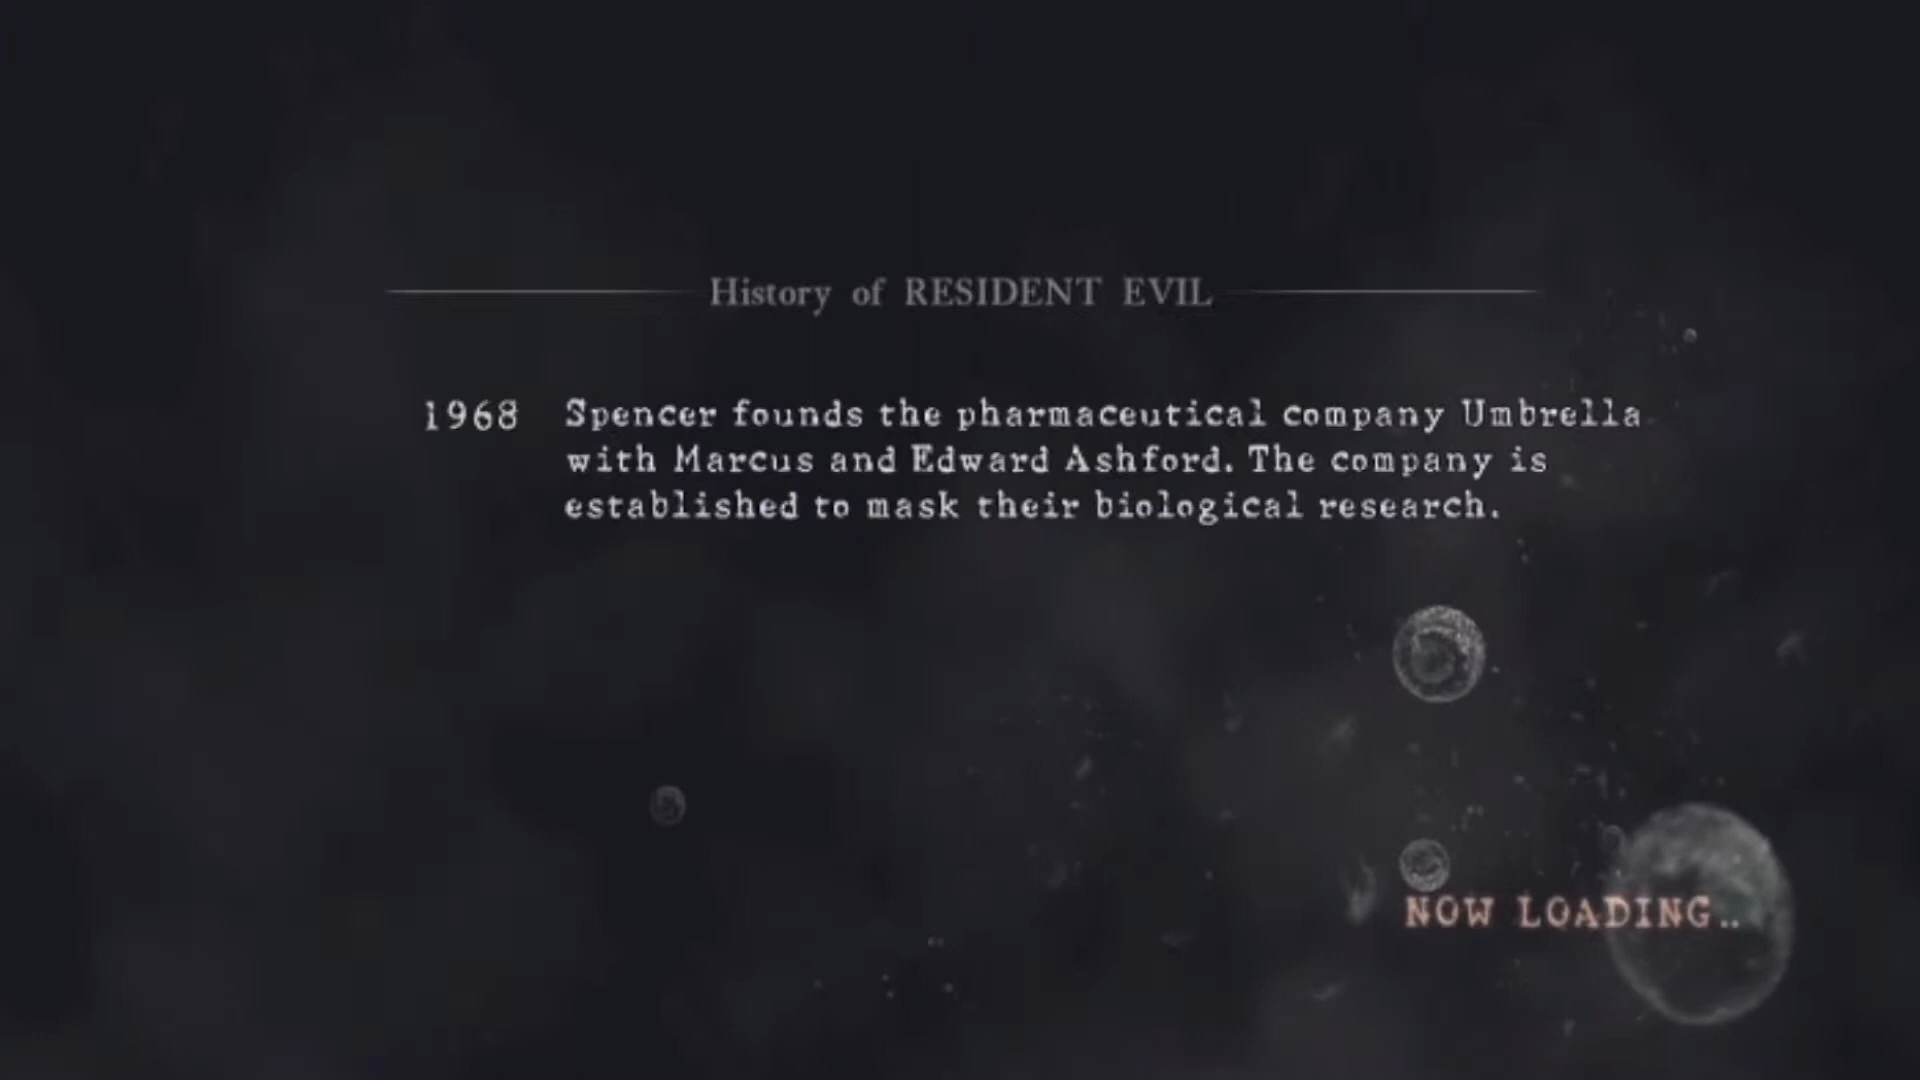 History of RESIDENT EVIL
1968 Spencer founds the pharmaceutical company Umbrella
with Marcus and Edward Ashford. The company is
established to mask their biological research.
NOW LOADING..